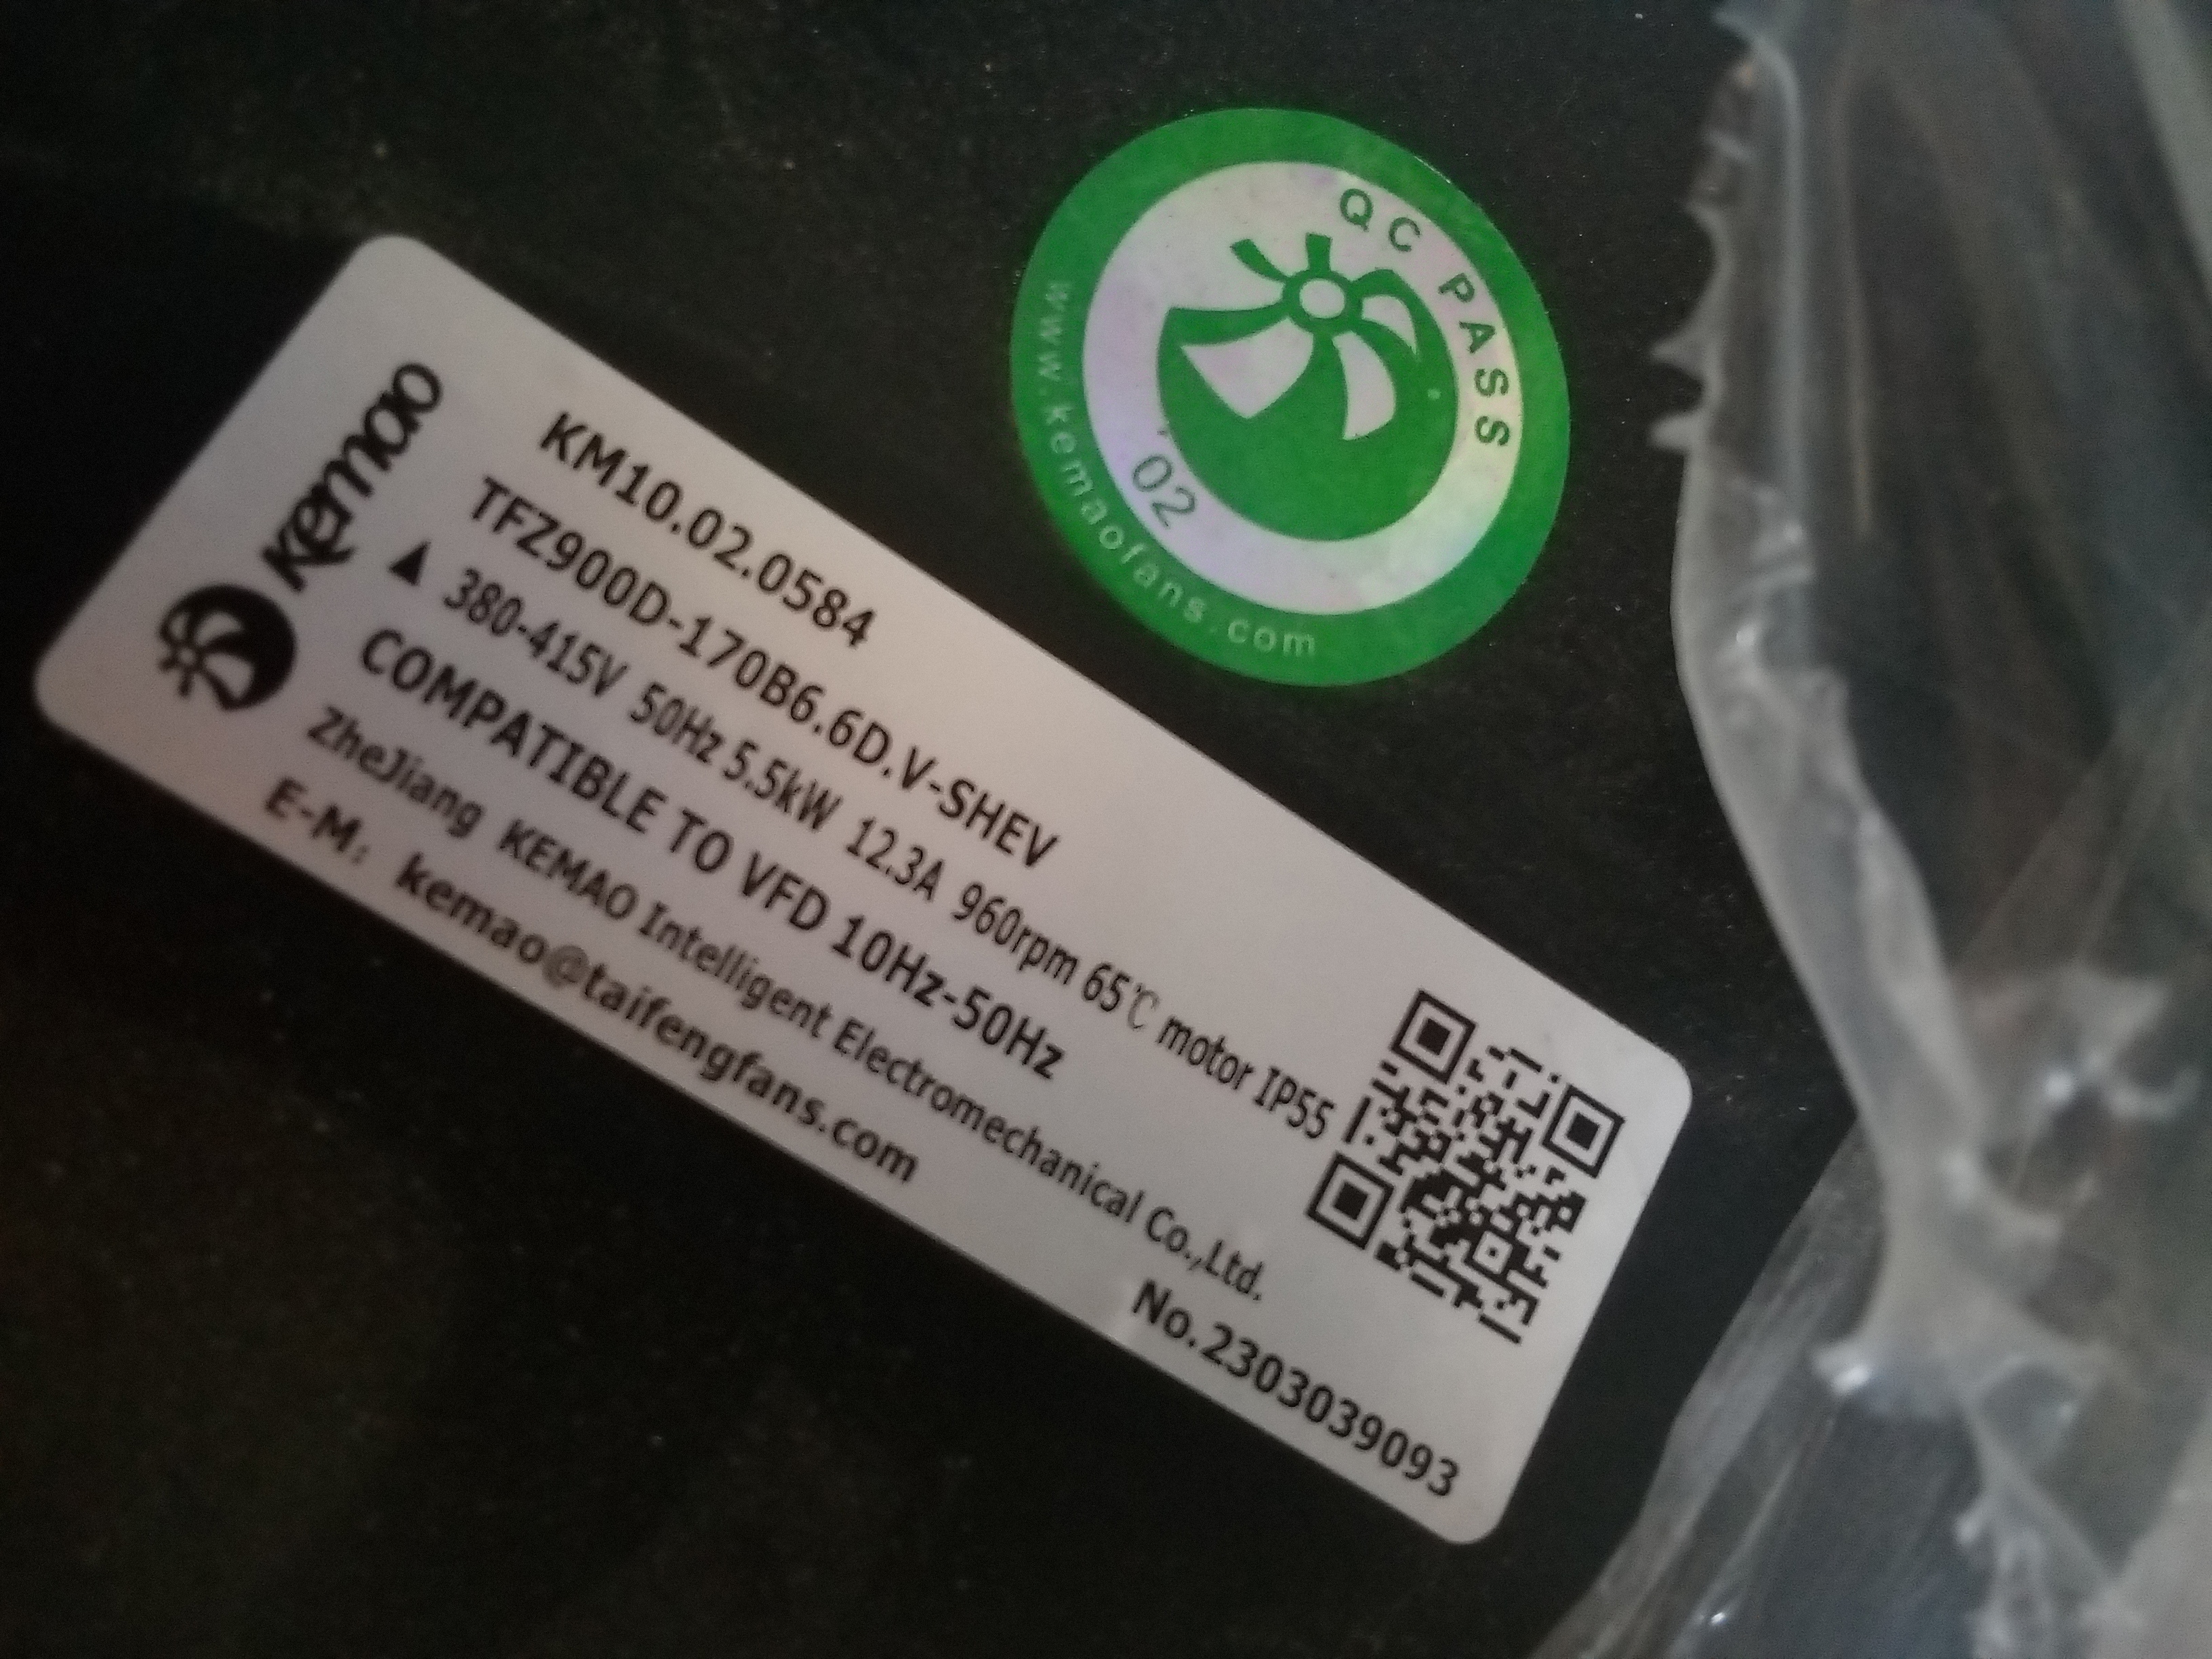 QC PASS
02
www.kemaofans.com
kemao
KM10.02.0584
TFZ900D-170B6.6D.V-SHEV
▲ 380-415V 50Hz 5.5kW 12.3A 960rpm 65℃ motor IP55
COMPATIBLE TO VFD 10Hz-50Hz
ZheJiang KEMAO Intelligent Electromechanical Co.,Ltd.
E-M: kemao@taifengfans.com
No.2303039093